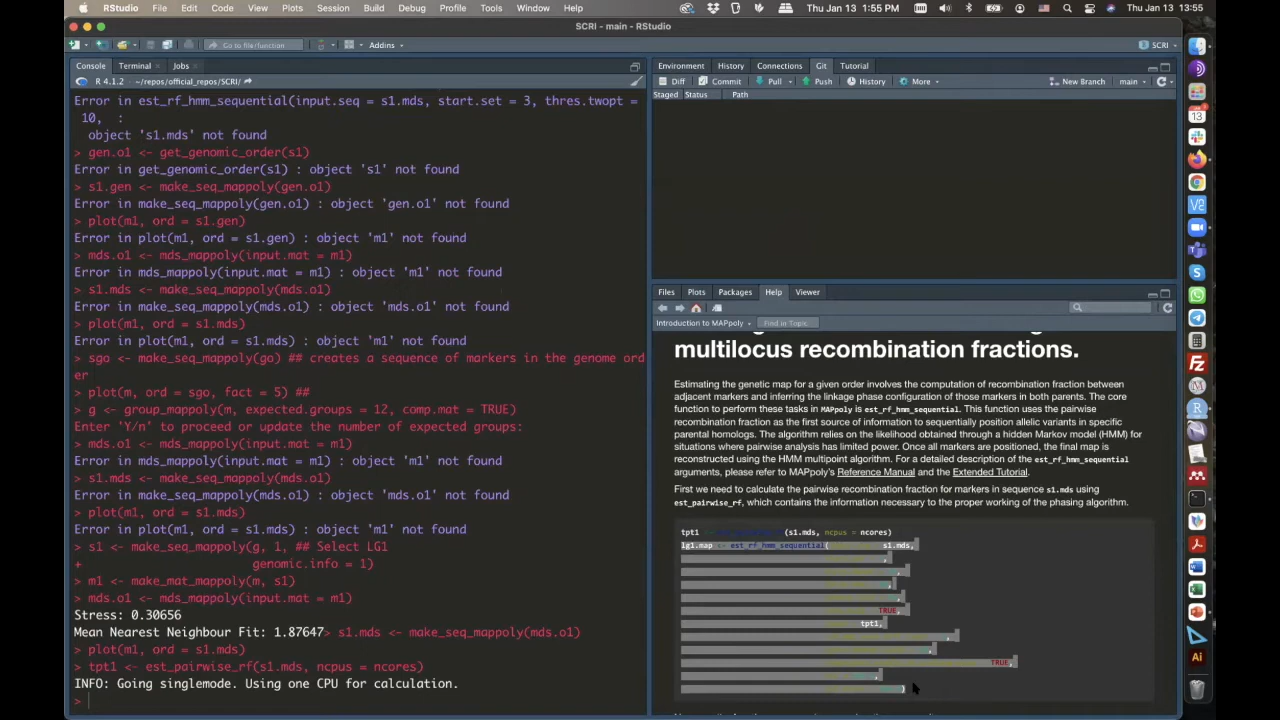 RStudio File Edit Code View Plots Session Build Debug Profile Tools Window Help
Thu Jan 13 1:55 PM
Thu Jan 13 13:55
SCRI - main - RStudio
Go to file/function
Addins
SCRI
Console Terminal Jobs
R 4.1.2 · ~/repos/official_repos/SCRI/
Error in est_rf_hmm_sequential(input.seq = s1.mds, start.set = 3, thres.twopt =
10,  :
object 's1.mds' not found
> gen.o1 <- get_genomic_order(s1)
Error in get_genomic_order(s1) : object 's1' not found
> s1.gen <- make_seq_mappoly(gen.o1)
Error in make_seq_mappoly(gen.o1) : object 'gen.o1' not found
> plot(m1, ord = s1.gen)
Error in plot(m1, ord = s1.gen) : object 'm1' not found
> mds.o1 <- mds_mappoly(input.mat = m1)
Error in mds_mappoly(input.mat = m1) : object 'm1' not found
> s1.mds <- make_seq_mappoly(mds.o1)
Error in make_seq_mappoly(mds.o1) : object 'mds.o1' not found
> plot(m1, ord = s1.mds)
Error in plot(m1, ord = s1.mds) : object 'm1' not found
> sgo <- make_seq_mappoly(go) ## creates a sequence of markers in the genome ord
er
> plot(m, ord = sgo, fact = 5) ##
> g <- group_mappoly(m, expected.groups = 12, comp.mat = TRUE)
Enter 'Y/n' to proceed or update the number of expected groups:
> mds.o1 <- mds_mappoly(input.mat = m1)
Error in mds_mappoly(input.mat = m1) : object 'm1' not found
> s1.mds <- make_seq_mappoly(mds.o1)
Error in make_seq_mappoly(mds.o1) : object 'mds.o1' not found
> plot(m1, ord = s1.mds)
Error in plot(m1, ord = s1.mds) : object 'm1' not found
> s1 <- make_seq_mappoly(g, 1, ## Select LG1
+ genomic.info = 1)
> m1 <- make_mat_mappoly(m, s1)
> mds.o1 <- mds_mappoly(input.mat = m1)
Stress: 0.30656
Mean Nearest Neighbour Fit: 1.87647> s1.mds <- make_seq_mappoly(mds.o1)
> plot(m1, ord = s1.mds)
> tpt1 <- est_pairwise_rf(s1.mds, ncpus = ncores)
INFO: Going singlemode. Using one CPU for calculation.
>
Environment History Connections Git Tutorial
Diff Commit Pull Push History More New Branch main
Staged Status Path
Files Plots Packages Help Viewer
Introduction to MAPpoly Find in Topic
multilocus recombination fractions.
Estimating the genetic map for a given order involves the computation of recombination fraction between
adjacent markers and inferring the linkage phase configuration of those markers in both parents. The core
function to perform these tasks in MAPpoly is est_rf_hmm_sequential. This function uses the pairwise
recombination fraction as the first source of information to sequentially position allelic variants in specific
parental homologs. The algorithm relies on the likelihood obtained through a hidden Markov model (HMM) for
situations where pairwise analysis has limited power. Once all markers are positioned, the final map is
reconstructed using the HMM multipoint algorithm. For a detailed description of the est_rf_hmm_sequential
arguments, please refer to MAPpoly's Reference Manual and the Extended Tutorial.
First we need to calculate the pairwise recombination fraction for markers in sequence s1.mds using
est_pairwise_rf, which contains the information necessary to the proper working of the phasing algorithm.
tpt1 (s1.mds, ncpus = ncores)
lg1.map <- est_rf_hmm_sequential( s1.mds,
TRUE,
tpt1,
TRUE,
)